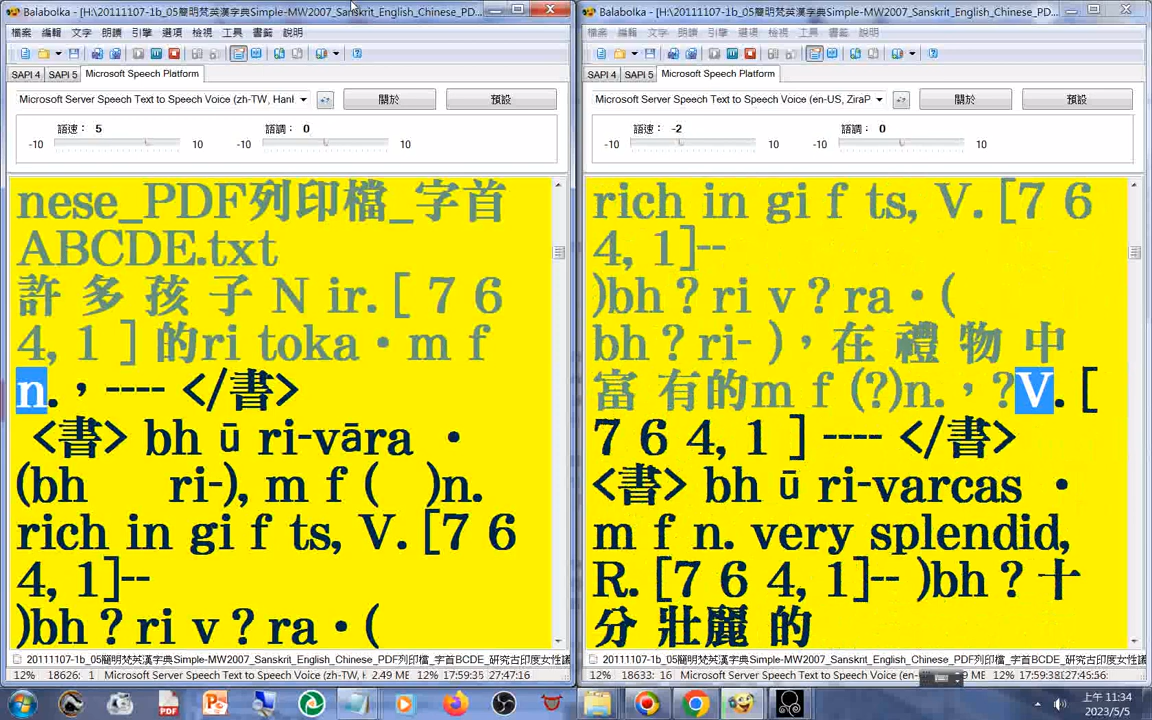 Balabolka - [H:\20111107-1b_05簡明梵英漢字典Simple-MW2007_Sanskrit_English_Chinese_PD...
檔案 編輯 文字 朗讀 引擎 選項 檢視 工具 書籤 說明
SAPI 4 SAPI 5 Microsoft Speech Platform
Microsoft Server Speech Text to Speech Voice (zh-TW, Hanl
關於 預設
語速： 5 語調： 0
-10 10 -10 10
nese_PDF列印檔_字首
ABCDE.txt
許 多 孩 子 N ir. [ 7 6
4, 1 ] 的ri toka • m f
n. , ---- </書>
<書> bh ū ri-vāra •
(bh ri-), m f ( )n.
rich in gi f ts, V. [7 6
4, 1]--
)bh ? ri v ? ra • (
20111107-1b_05簡明梵英漢字典Simple-MW2007_Sanskrit_English_Chinese_PDF列印檔_字首BCDE_研究古印度女性議
18626: 1 Microsoft Server Speech Text to Speech Voice (zh-TW, H 2.49 ME 12% 17:59:35 27:47:16
Balabolka - [H:\20111107-1b_05簡明梵英漢字典Simple-MW2007_Sanskrit_English_Chinese_PD...
檔案 編輯 文字 朗讀 引擎 選項 檢視 工具 書籤 說明
SAPI 4 SAPI 5 Microsoft Speech Platform
Microsoft Server Speech Text to Speech Voice (en-US, ZiraP
關於 預設
語速： -2 語調： 0
-10 10 -10 10
rich in gi f ts, V. [7 6
4, 1]--
)bh ? ri v ? ra • (
bh ? ri- ) , 在 禮 物 中
富 有 的m f (?)n. , ?V. [
7 6 4, 1 ] ---- </書>
<書> bh ū ri-varcas •
m f n. very splendid,
R. [7 6 4, 1]-- )bh ? 十
分 壯 麗 的
20111107-1b_05簡明梵英漢字典Simple-MW2007_Sanskrit_English_Chinese_PDF列印檔_字首BCDE_研究古印度女性議
12% 18633: 16 Microsoft Server Speech Text to Speech Voice (en-U 12% 17:59:38 27:45:56
上午 11:34
2023/5/5